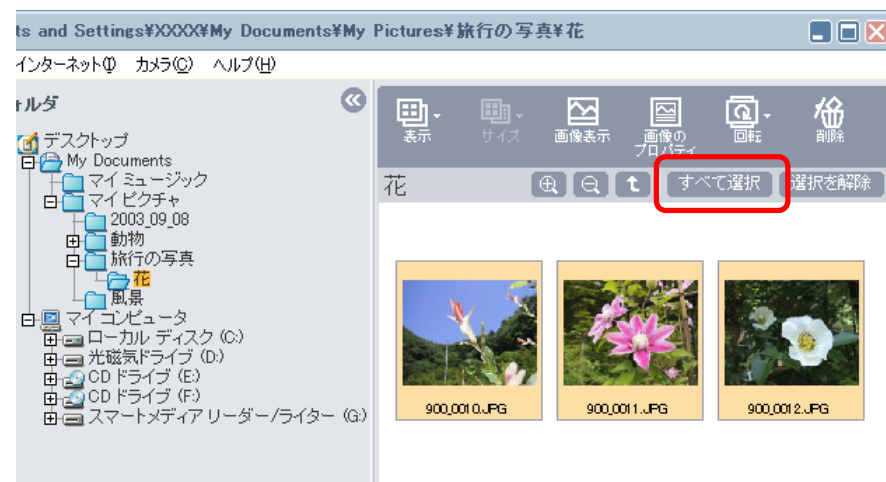 ts and Settings¥XXXX¥My Documents¥My Pictures¥旅行の写真¥花
インターネット(I) カメラ(C) ヘルプ(H)
ォルダ
デスクトップ
My Documents
マイ ミュージック
マイ ピクチャ
2003_09_08
動物
旅行の写真
花
風景
マイ コンピュータ
ローカル ディスク (C:)
光磁気ドライブ (D:)
CD ドライブ (E:)
CD ドライブ (F:)
スマートメディア リーダー/ライター (G:)
表示 サイズ 画像表示 画像のプロパティ 回転 削除
花 すべて選択 選択を解除
900_0010.JPG 900_0011.JPG 900_0012.JPG